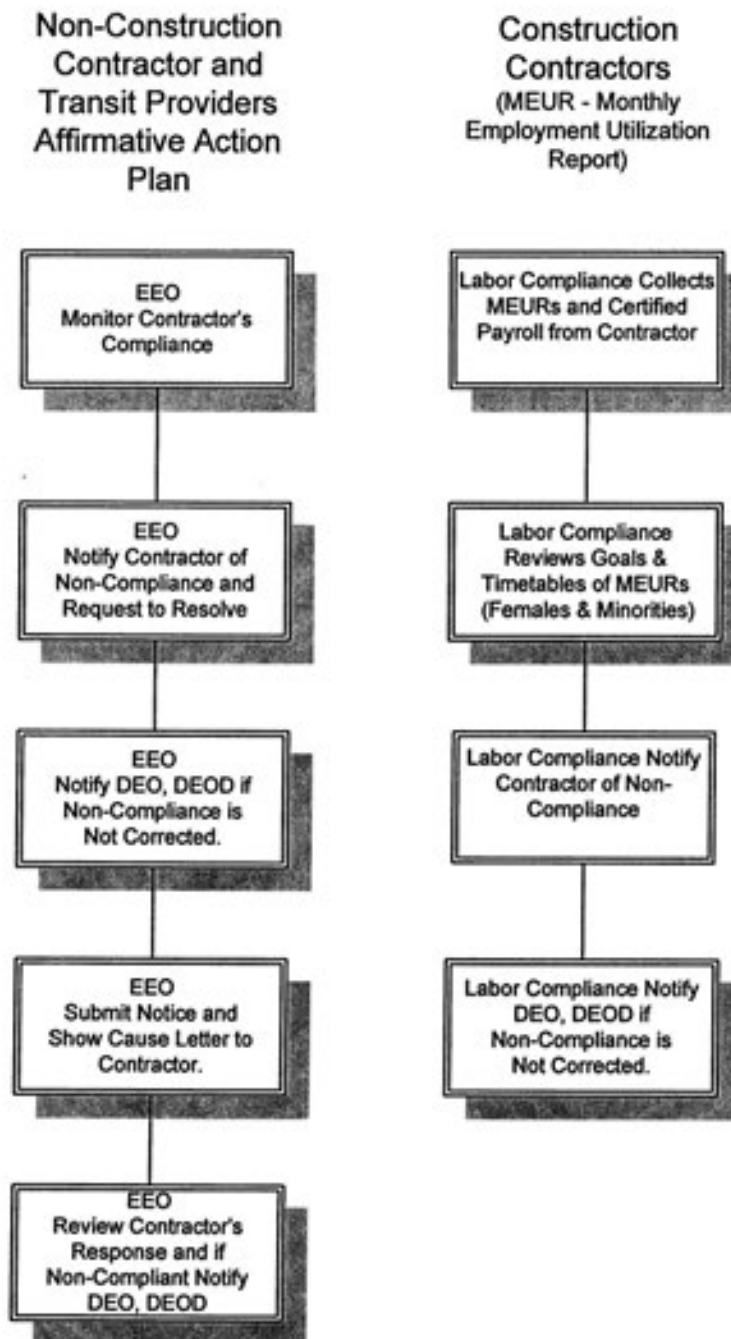 Non-Construction
Contractor and
Transit Providers
Affirmative Action
Plan
EEO
Monitor Contractor's
Compliance
EEO
Notify Contractor of
Non-Compliance and
Request to Resolve
EEO
Notify DEO, DEOD if
Non-Compliance is
Not Corrected.
EEO
Submit Notice and
Show Cause Letter to
Contractor.
EEO
Review Contractor's
Response and if
Non-Compliant Notify
DEO, DEOD
Construction
Contractors
(MEUR - Monthly
Employment Utilization
Report)
Labor Compliance Collects
MEURs and Certified
Payroll from Contractor
Labor Compliance
Reviews Goals &
Timetables of MEURs
(Females & Minorities)
Labor Compliance Notify
Contractor of Non-
Compliance
Labor Compliance Notify
DEO, DEOD if
Non-Compliance is
Not Corrected.